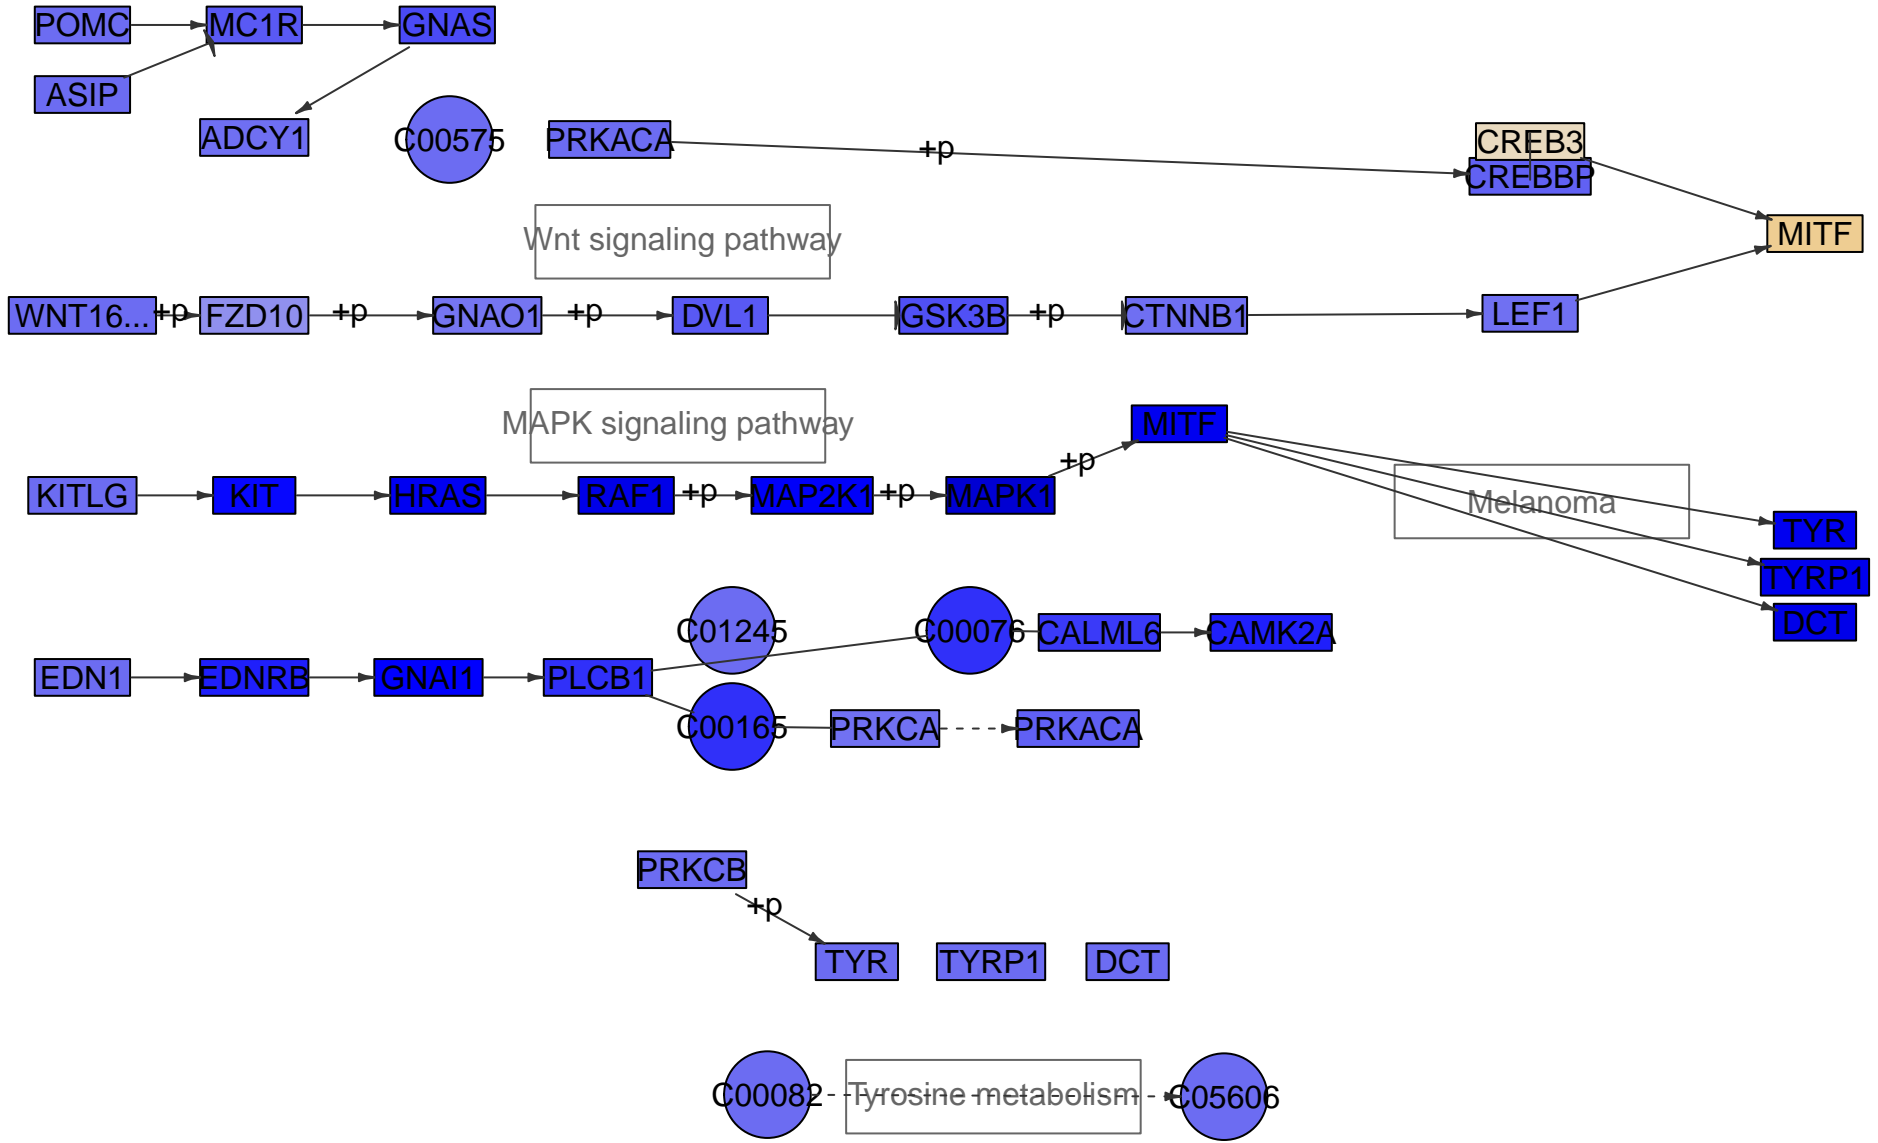 POMC
MC1R
GNAS
ASIP
ADCY1
C00575
PRKACA
+p
CREB3
CREBBP
MITF
Wnt signaling pathway
WNT16...
+p
FZD10
+p
GNAO1
+p
DVL1
GSK3B
+p
CTNNB1
LEF1
MAPK signaling pathway
MITF
KITLG
KIT
HRAS
RAF1
+p
MAP2K1
+p
MAPK1
+p
Melanoma
TYR
TYRP1
DCT
C01245
C00076
CALML6
CAMK2A
EDN1
EDNRB
GNAI1
PLCB1
C00165
PRKCA
PRKACA
PRKCB
+p
TYR
TYRP1
DCT
C00082
Tyrosine metabolism
C05606